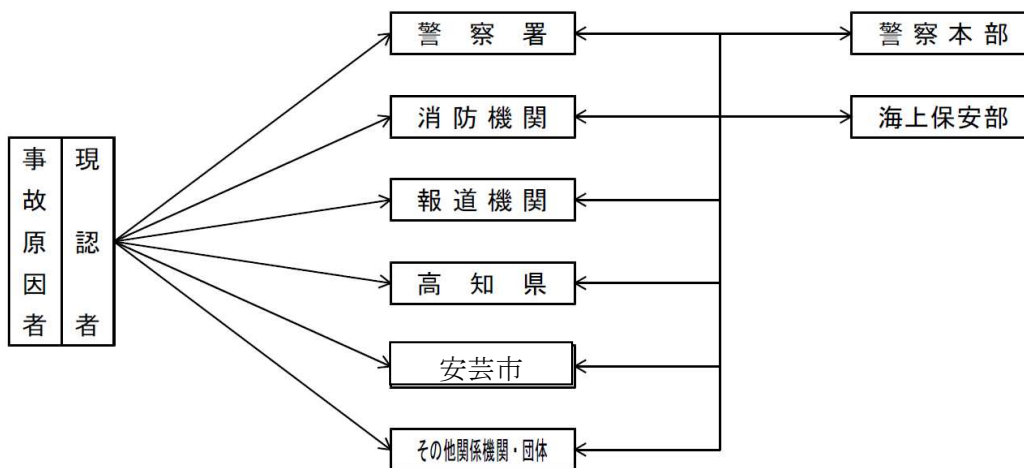 事故原因者
現認者
警察署
消防機関
報道機関
高知県
安芸市
その他関係機関・団体
警察本部
海上保安部